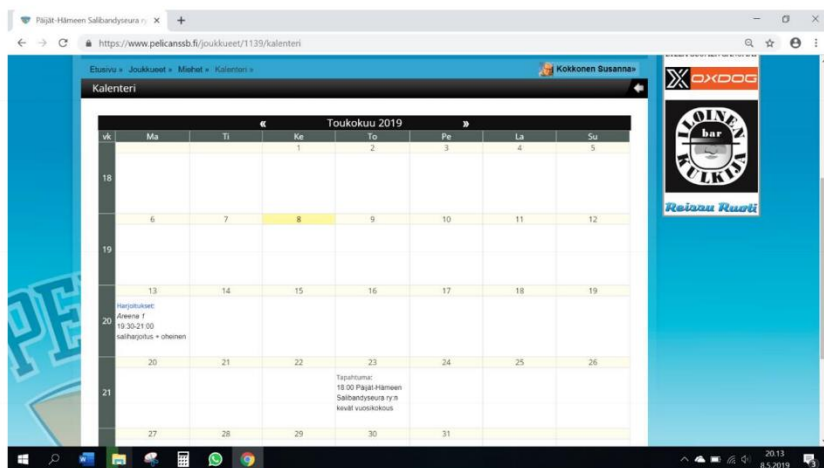 Päijät-Hämeen Salibandyseura ry
https://www.pelicanssb.fi/joukkueet/1139/kalenteri
Etusivu » Joukkueet » Miehet » Kalenteri »
Kokkonen Susanna»
Kalenteri
« Toukokuu 2019 »
vk Ma Ti Ke To Pe La Su
1 2 3 4 5
18
6 7 8 9 10 11 12
19
13 14 15 16 17 18 19
20
Harjoitukset:
Areena 1
19:30-21:00
saliharjoitus + oheinen
20 21 22 23 24 25 26
21
Tapahtuma:
18:00 Päijät-Hämeen
Salibandyseura ry:n
kevät vuosikokous
27 28 29 30 31
OXDOG
ILOINEN
bar
KULKIJA
Reissu Ruoti
PE
20.13
8.5.2019